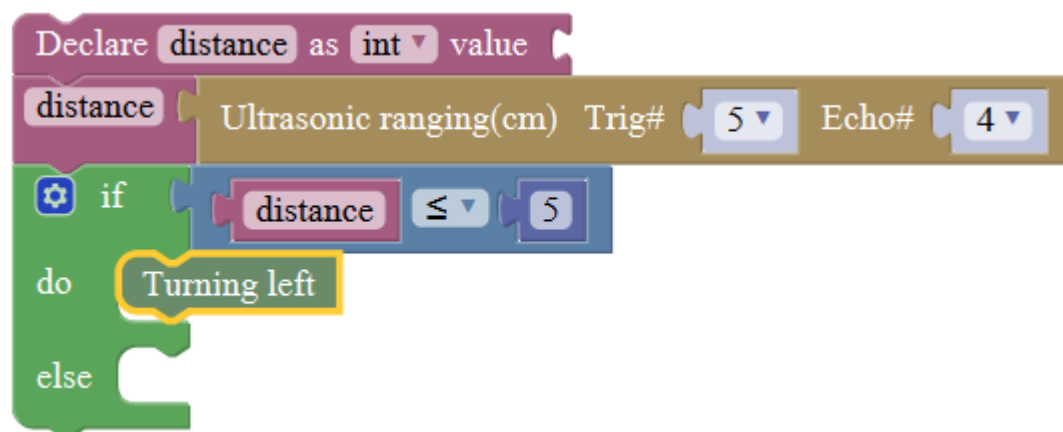 Declare distance as int value
distance Ultrasonic ranging(cm) Trig# 5 Echo# 4
if distance ≤ 5
do Turning left
else